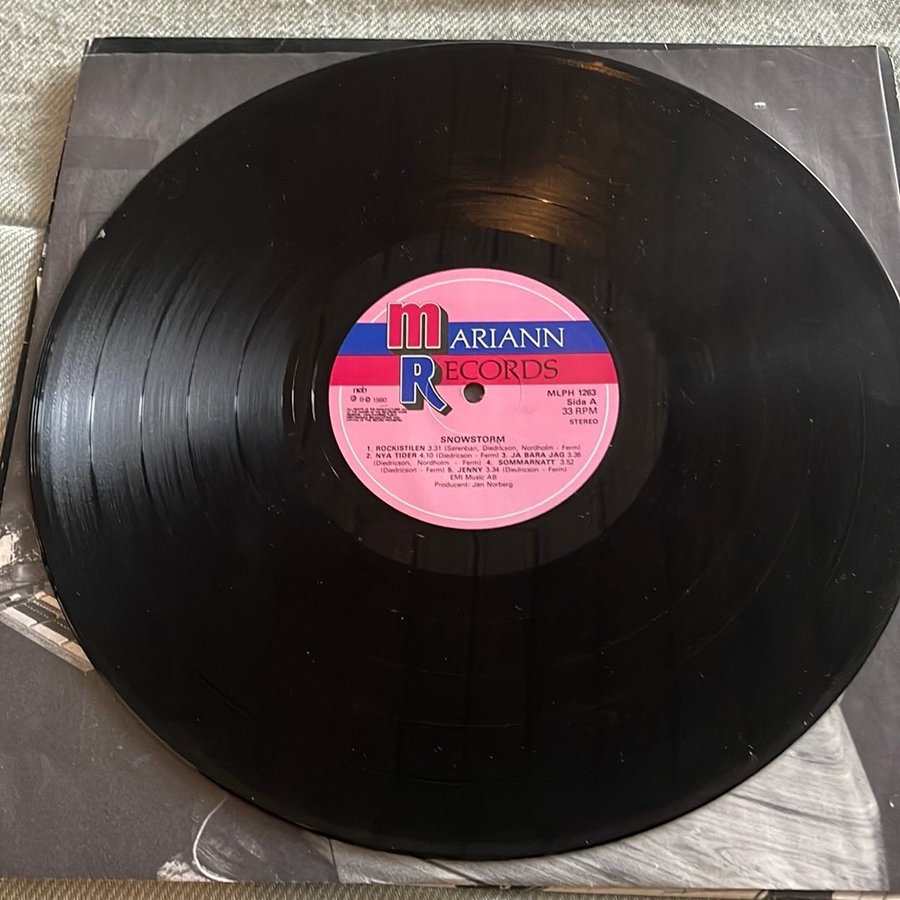 MARIANN
RECORDS
ncb
℗ © 1980
MLPH 1263
Sida A
33 RPM
STEREO
SNOWSTORM
1. ROCKISTILEN 3.31 (Serenban, Diedricson, Nordholm - Ferm)
2. NYA TIDER 4.10 (Diedricson - Ferm) 3. JA BARA JAG 3.36
(Diedricson, Nordholm - Ferm) 4. SOMMARNATT 3.52
(Diedricson - Ferm) 5. JENNY 3.34 (Diedricson - Ferm)
EMI Music AB
Producent: Jan Norberg